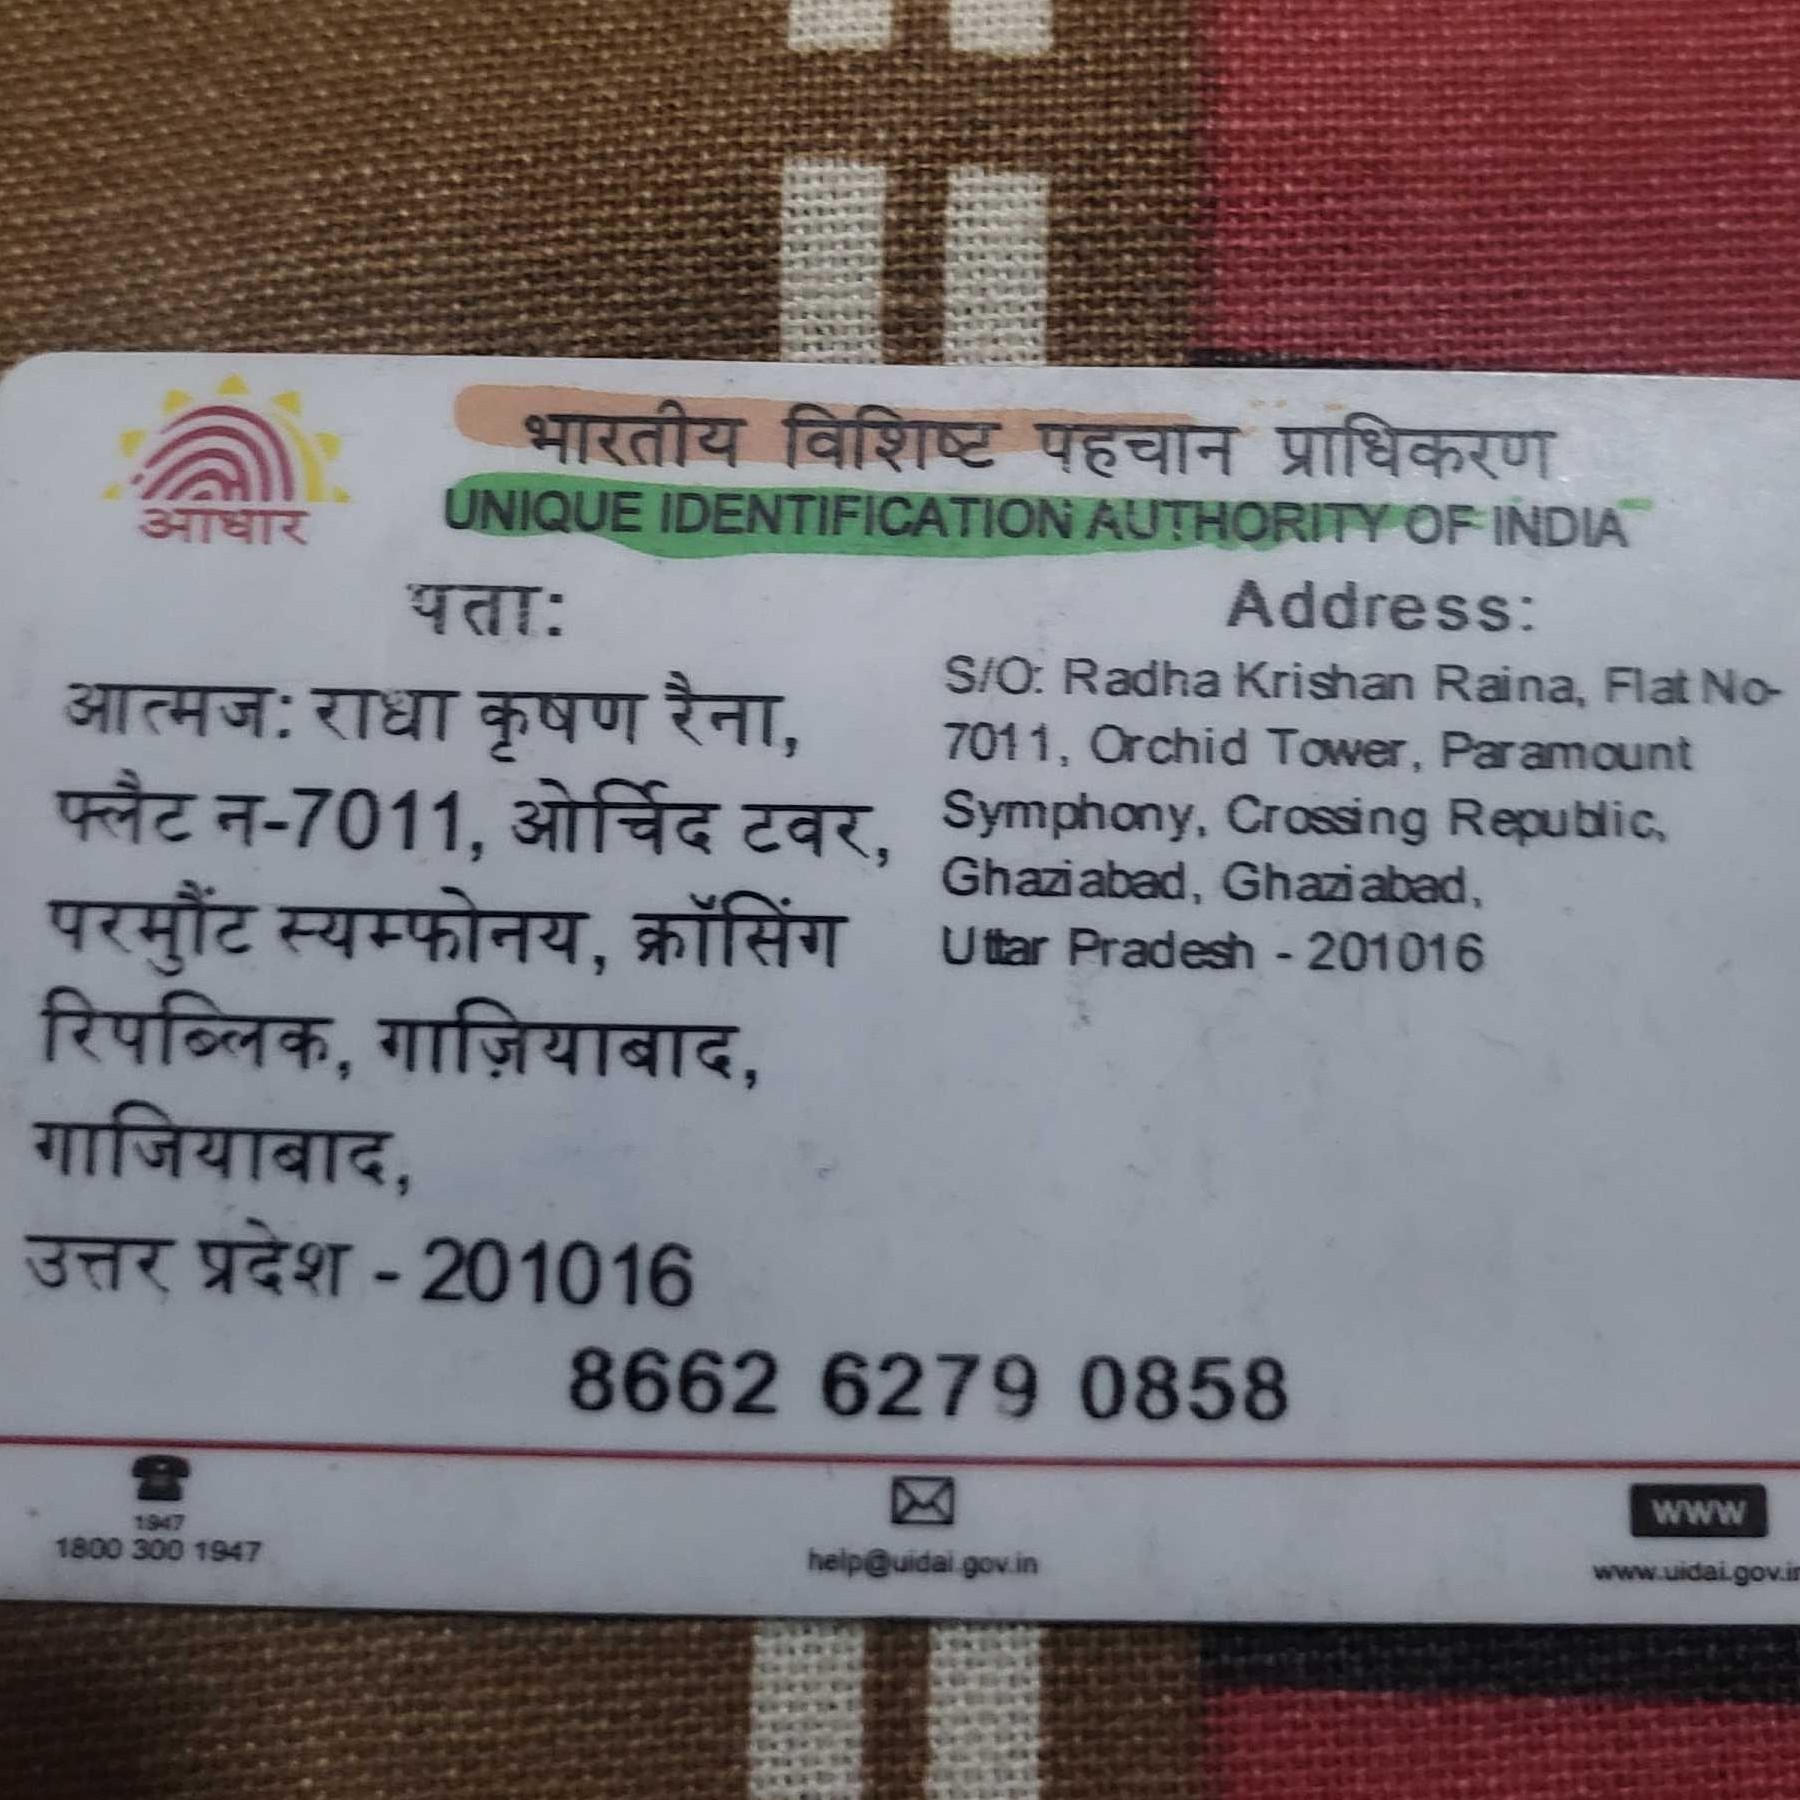 आधार
भारतीय विशिष्ट पहचान प्राधिकरण
UNIQUE IDENTIFICATION AUTHORITY OF INDIA
पता:
आत्मज: राधा कृषण रैना,
फ्लैट न-7011, ओर्चिद टवर,
परमुौंट स्यम्फोनय, क्रॉसिंग
रिपब्लिक, गाज़ियाबाद,
गाजियाबाद,
उत्तर प्रदेश - 201016
Address:
S/O: Radha Krishan Raina, Flat No-
7011, Orchid Tower, Paramount
Symphony, Crossing Republic,
Ghaziabad, Ghaziabad,
Uttar Pradesh - 201016
8662 6279 0858
1947
1800 300 1947
help@uidai.gov.in
WWW
www.uidai.gov.in